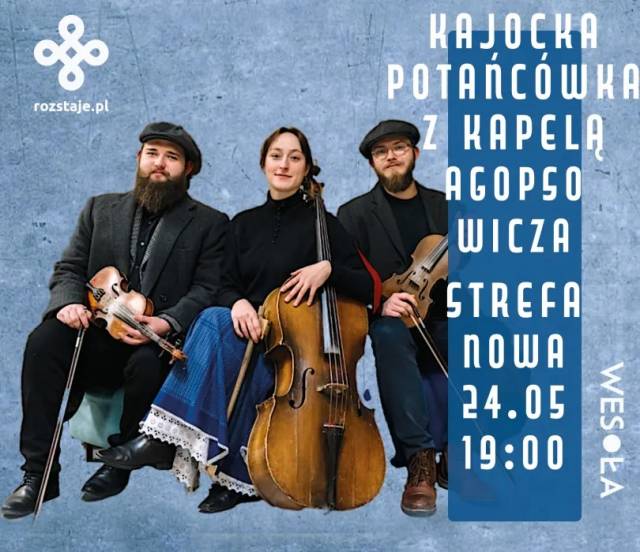 rozstaje.pl
KAJOCKA
POTAŃCÓWKA
Z KAPELĄ
AGOPSO
WICZA
STREFA
NOWA
24.05
19:00
WESOŁA